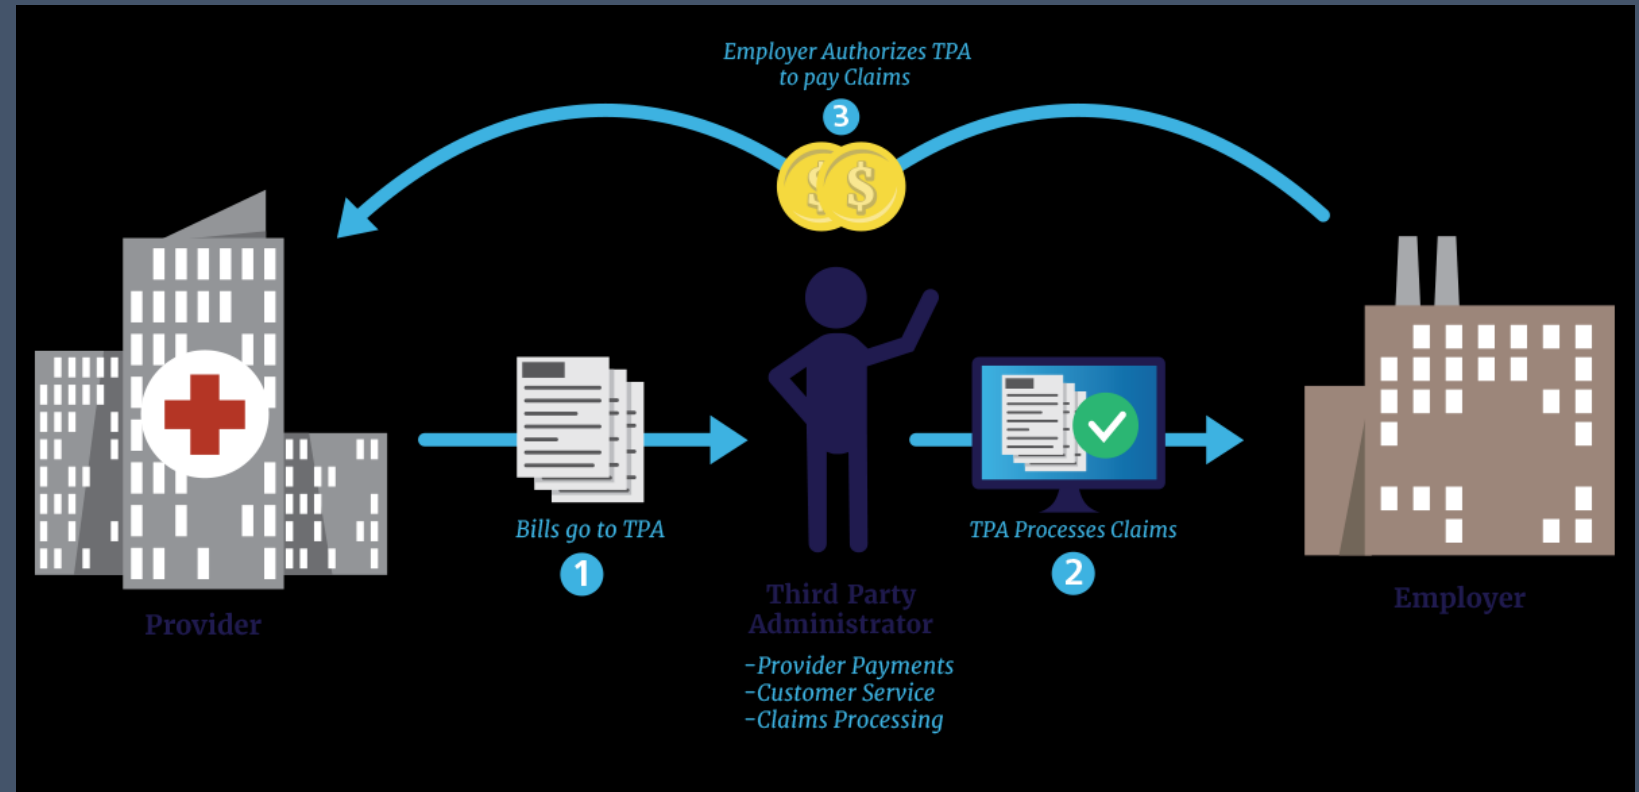 Employer Authorizes TPA
to pay Claims
3
$ $
Bills go to TPA
1
TPA Processes Claims
2
Provider
Third Party
Administrator
-Provider Payments
-Customer Service
-Claims Processing
Employer